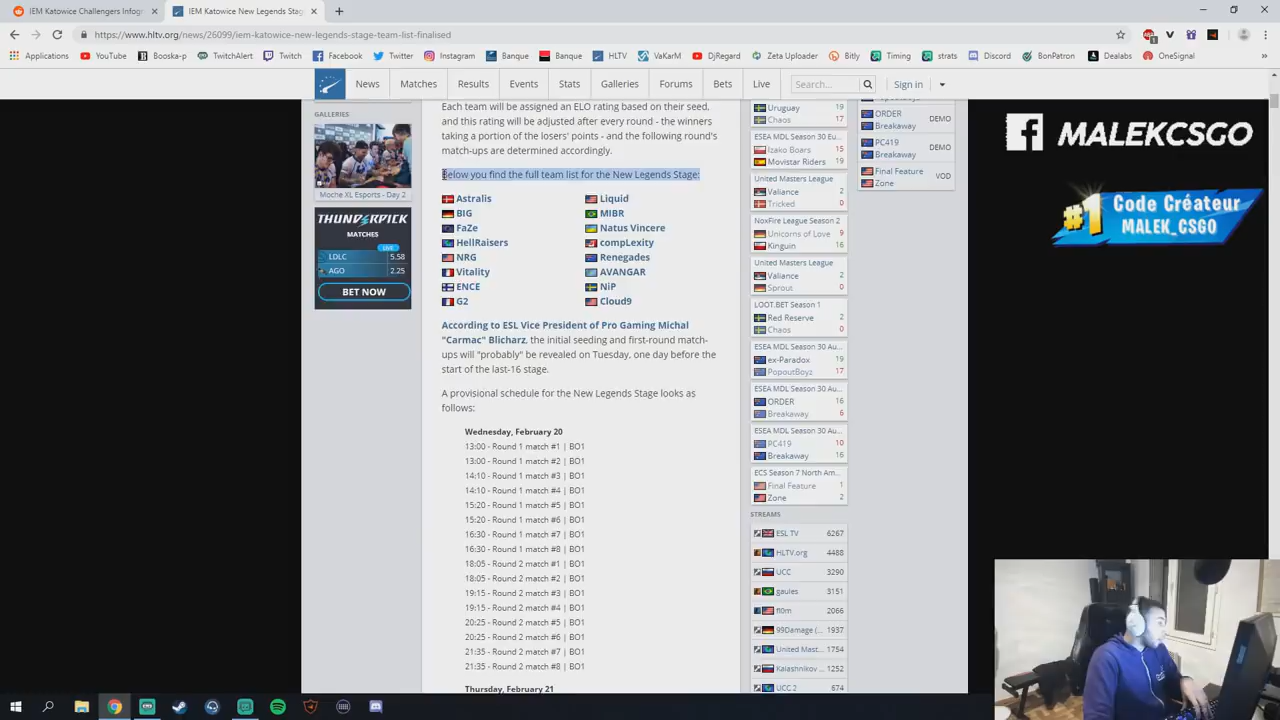 IEM Katowice Challengers Infogr
IEM Katowice New Legends Stag
https://www.hltv.org/news/26099/iem-katowice-new-legends-stage-team-list-finalised
Applications YouTube Booska-p TwitchAlert Twitch Facebook Twitter Instagram Banque Banque HLTV VaKarM DjRegard Zeta Uploader Bitly Timing strats Discord BonPatron Dealabs OneSignal
News Matches Results Events Stats Galleries Forums Bets Live Search... Sign in
Each team will be assigned an ELO rating based on their seed,
and this rating will be adjusted after every round - the winners
taking a portion of the losers' points - and the following round's
match-ups are determined accordingly.
Below you find the full team list for the New Legends Stage:
Astralis Liquid
BIG MIBR
FaZe Natus Vincere
HellRaisers compLexity
NRG Renegades
Vitality AVANGAR
ENCE NiP
G2 Cloud9
According to ESL Vice President of Pro Gaming Michal
"Carmac" Blicharz, the initial seeding and first-round match-
ups will "probably" be revealed on Tuesday, one day before the
start of the last-16 stage.
A provisional schedule for the New Legends Stage looks as
follows:
Wednesday, February 20
13:00 - Round 1 match #1 | BO1
13:00 - Round 1 match #2 | BO1
14:10 - Round 1 match #3 | BO1
14:10 - Round 1 match #4 | BO1
15:20 - Round 1 match #5 | BO1
15:20 - Round 1 match #6 | BO1
16:30 - Round 1 match #7 | BO1
16:30 - Round 1 match #8 | BO1
18:05 - Round 2 match #1 | BO1
18:05 - Round 2 match #2 | BO1
19:15 - Round 2 match #3 | BO1
19:15 - Round 2 match #4 | BO1
20:25 - Round 2 match #5 | BO1
20:25 - Round 2 match #6 | BO1
21:35 - Round 2 match #7 | BO1
21:35 - Round 2 match #8 | BO1
Thursday, February 21
GALLERIES
Moche XL Esports - Day 2
THUNDERPICK
MATCHES
LIVE
LDLC 5.58
AGO 2.25
BET NOW
Uruguay 19
Chaos 17
ESEA MDL Season 30 Eu...
Izako Boars 15
Movistar Riders 19
United Masters League
Valiance 2
Tricked 0
NoxFire League Season 2
Unicorns of Love 9
Kinguin 16
United Masters League
Valiance 2
Sprout 0
LOOT.BET Season 1
Red Reserve 2
Chaos 0
ESEA MDL Season 30 Au...
ex-Paradox 19
PopoutBoyz 17
ESEA MDL Season 30 Au...
ORDER 16
Breakaway 6
ESEA MDL Season 30 Au...
PC419 10
Breakaway 16
ECS Season 7 North Am...
Final Feature 1
Zone 2
STREAMS
ESL TV 6267
HLTV.org 4488
UCC 3290
gaules 3151
fl0m 2066
99Damage (... 1937
United Mast... 1754
Kalashnikov ... 1252
UCC 2 874
ORDER
Breakaway DEMO
PC419
Breakaway DEMO
Final Feature
Zone VOD
MALEKCSGO
#1 Code Créateur
MALEK_CSGO